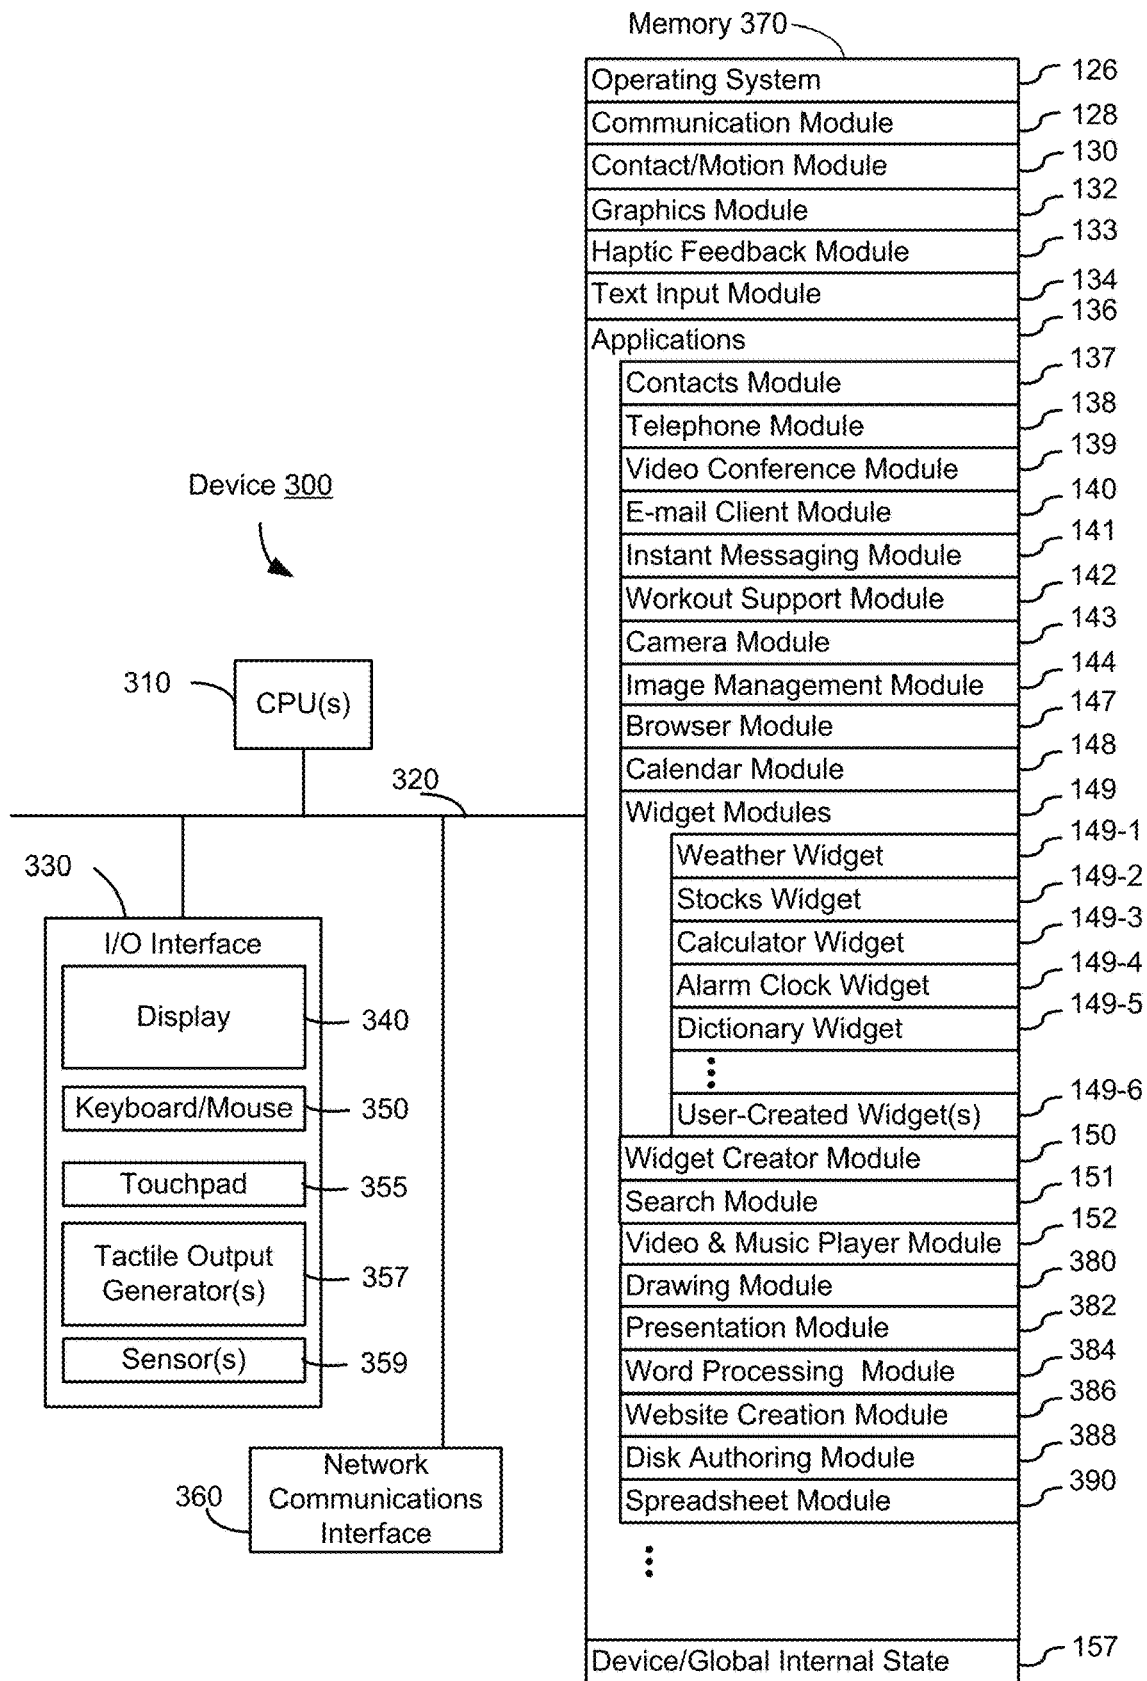 Memory 370
Operating System 126
Communication Module 128
Contact/Motion Module 130
Graphics Module 132
Haptic Feedback Module 133
Text Input Module 134
Applications 136
Contacts Module 137
Telephone Module 138
Video Conference Module 139
E-mail Client Module 140
Instant Messaging Module 141
Workout Support Module 142
Camera Module 143
Image Management Module 144
Browser Module 147
Calendar Module 148
Widget Modules 149
Weather Widget 149-1
Stocks Widget 149-2
Calculator Widget 149-3
Alarm Clock Widget 149-4
Dictionary Widget 149-5
User-Created Widget(s) 149-6
Widget Creator Module 150
Search Module 151
Video & Music Player Module 152
Drawing Module 380
Presentation Module 382
Word Processing Module 384
Website Creation Module 386
Disk Authoring Module 388
Spreadsheet Module 390
Device/Global Internal State 157
Device 300
310
CPU(s)
320
330
I/O Interface
Display 340
Keyboard/Mouse 350
Touchpad 355
Tactile Output
Generator(s) 357
Sensor(s) 359
360
Network
Communications
Interface